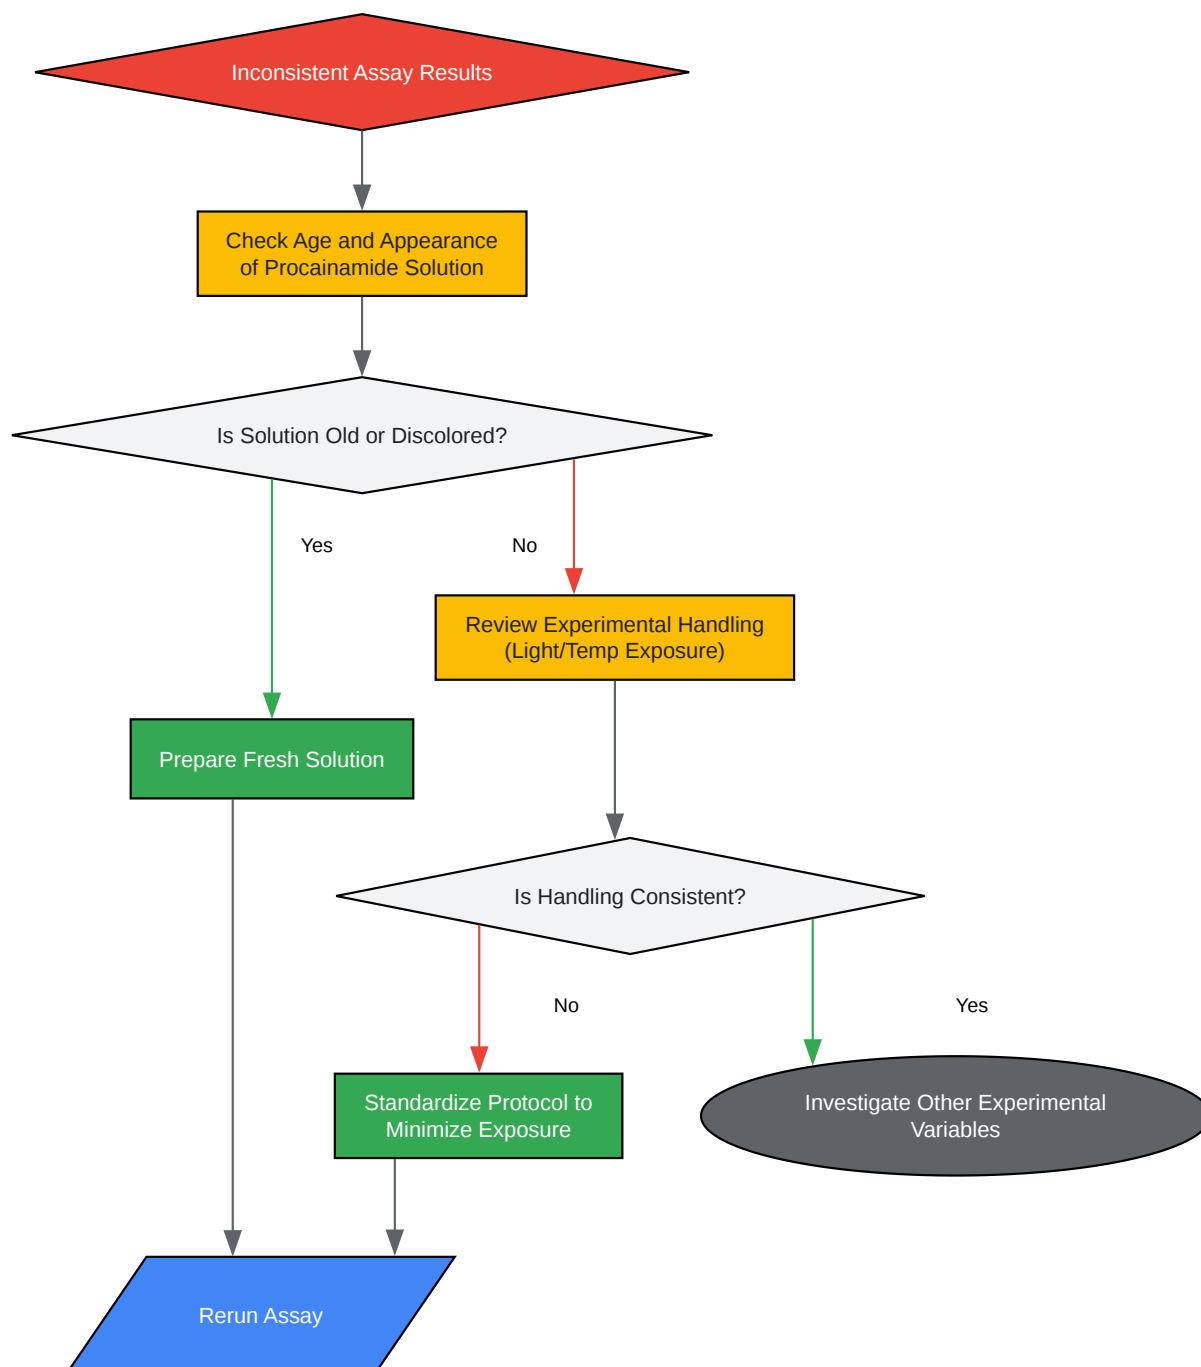 Inconsistent Assay Results
Check Age and Appearance
of Procainamide Solution
Is Solution Old or Discolored?
Yes
No
Review Experimental Handling
(Light/Temp Exposure)
Prepare Fresh Solution
Is Handling Consistent?
No
Yes
Standardize Protocol to
Minimize Exposure
Investigate Other Experimental
Variables
Rerun Assay